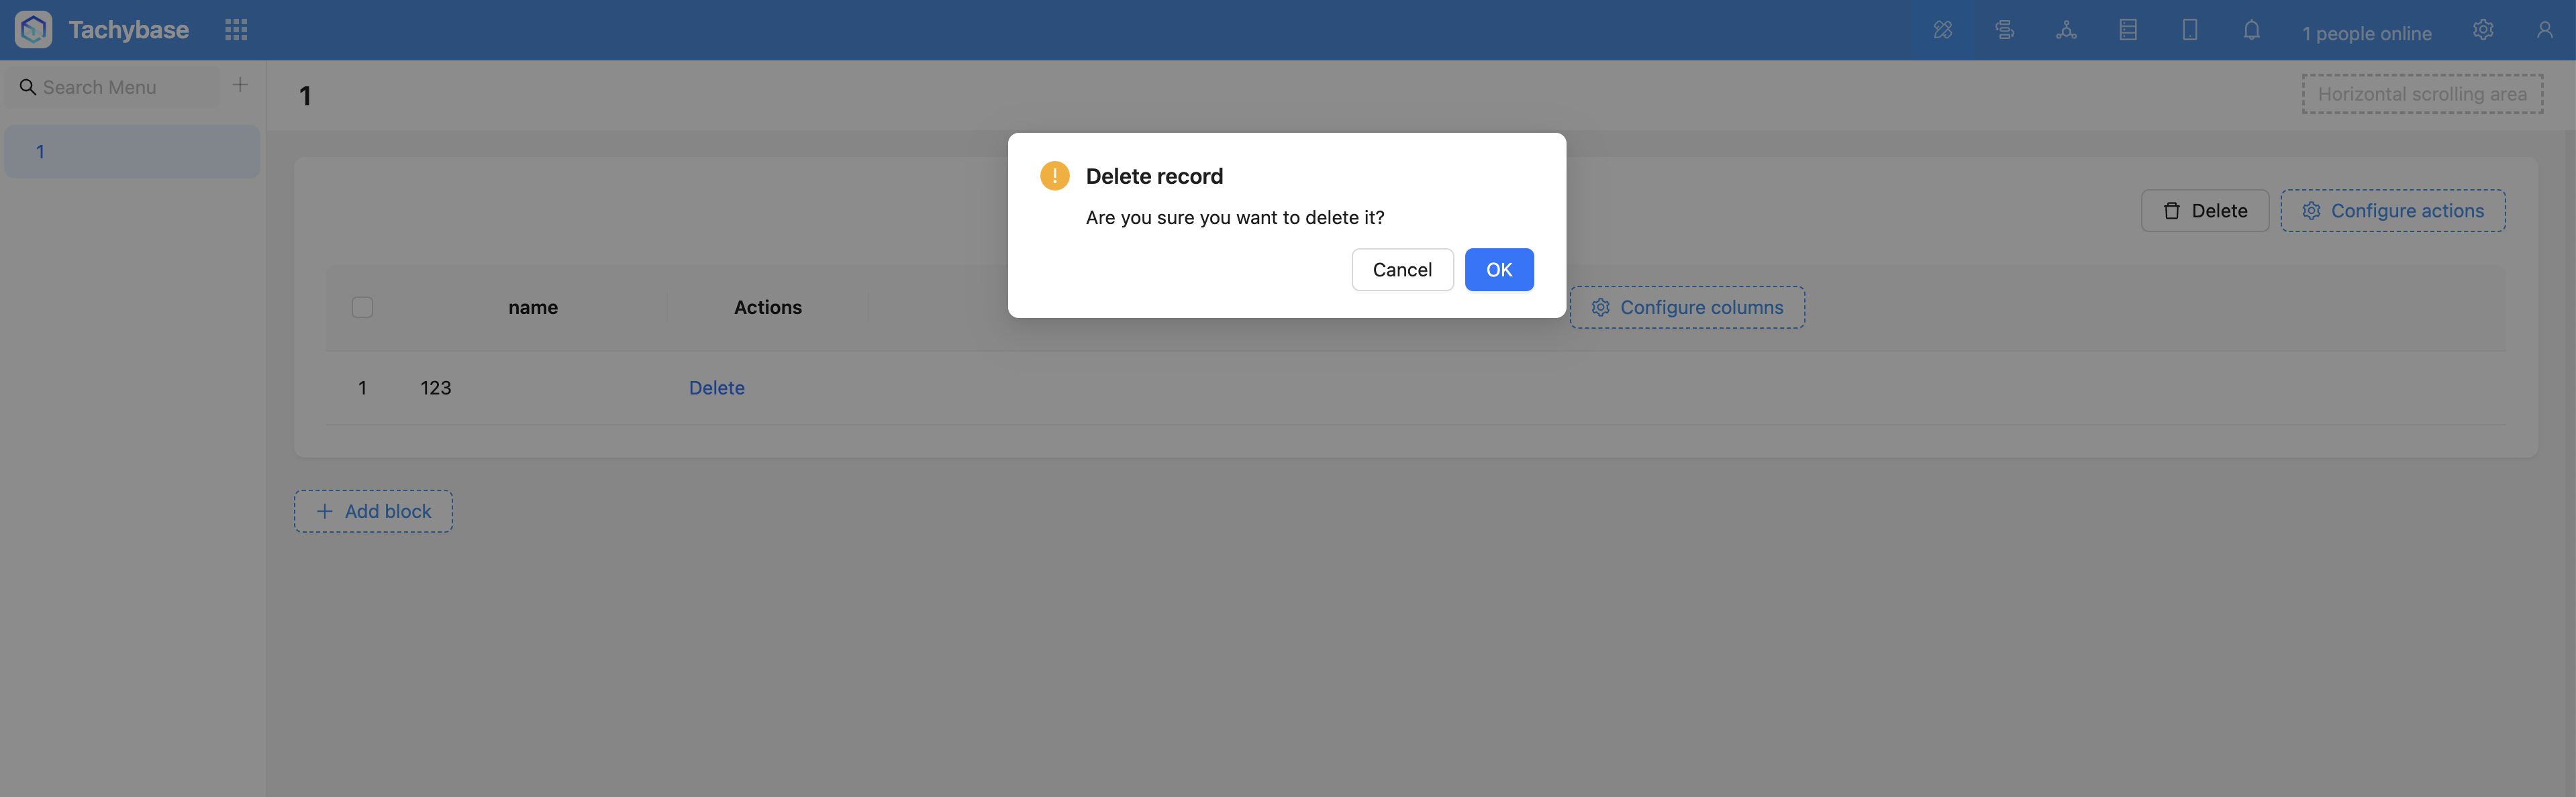 Tachybase
1 people online
Search Menu
1
1
Horizontal scrolling area
Delete record
Are you sure you want to delete it?
Cancel
OK
Delete
Configure actions
name
Actions
Configure columns
1
123
Delete
Add block